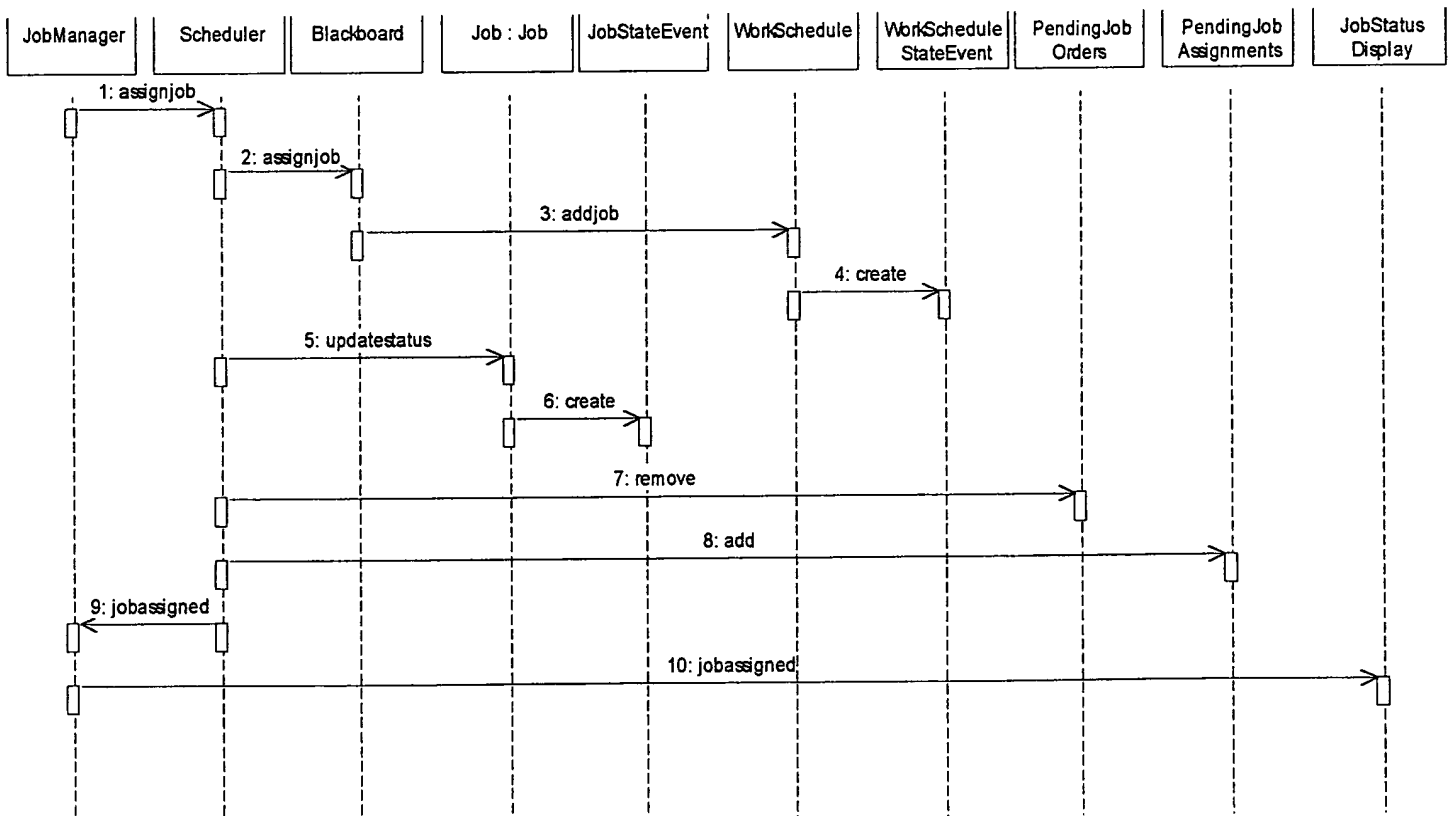 JobManager
Scheduler
Blackboard
Job : Job
JobStateEvent
WorkSchedule
WorkSchedule
StateEvent
PendingJob
Orders
PendingJob
Assignments
JobStatus
Display
1: assignjob
2: assignjob
3: addjob
4: create
5: updatestatus
6: create
7: remove
8: add
9: jobassigned
10: jobassigned